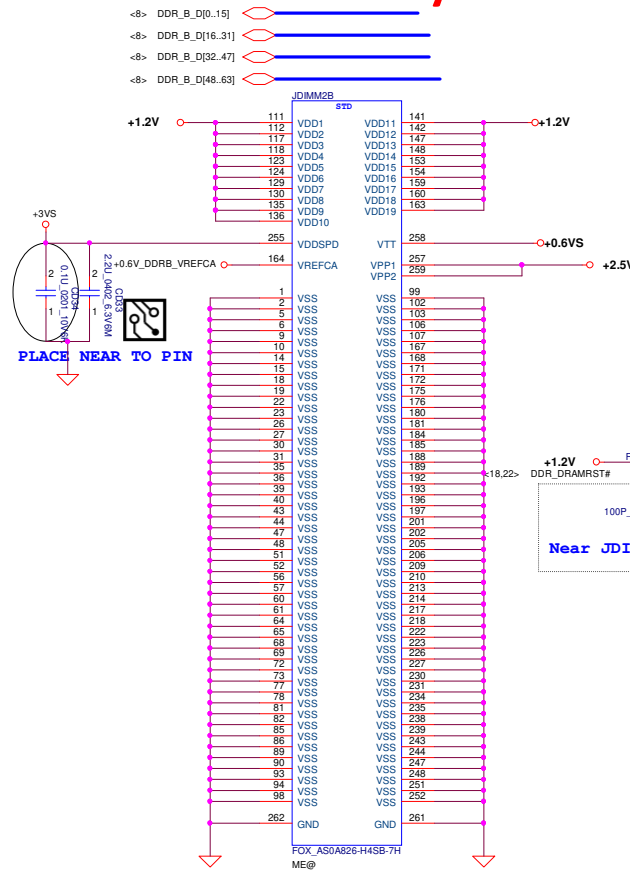 <8> DDR_B_D[0..15]
<8> DDR_B_D[16..31]
<8> DDR_B_D[32..47]
<8> DDR_B_D[48..63]
JDIMM2B
STD
+1.2V 111 VDD1 VDD11 141 +1.2V
112 VDD2 VDD12 142
117 VDD3 VDD13 147
118 VDD4 VDD14 148
123 VDD5 VDD15 153
124 VDD6 VDD16 154
129 VDD7 VDD17 159
130 VDD8 VDD18 160
135 VDD9 VDD19 163
136 VDD10
+3VS
255 VDDSPD VTT 258 +0.6VS
+0.6V_DDRB_VREFCA 164 VREFCA VPP1 257 +2.5V
VPP2 259
2 2
1 1
0.1U_0201_10V6K
CD34
2.2U_0402_6.3V6M
CD33
PLACE NEAR TO PIN
1 VSS VSS 99
2 VSS VSS 102
5 VSS VSS 103
6 VSS VSS 106
9 VSS VSS 107
10 VSS VSS 167
14 VSS VSS 168
15 VSS VSS 171
18 VSS VSS 172
19 VSS VSS 175
22 VSS VSS 176
23 VSS VSS 180
26 VSS VSS 181
27 VSS VSS 184
30 VSS VSS 185
31 VSS VSS 188
35 VSS VSS 189
36 VSS VSS 192
39 VSS VSS 193
40 VSS VSS 196
43 VSS VSS 197
44 VSS VSS 201
47 VSS VSS 202
48 VSS VSS 205
51 VSS VSS 206
52 VSS VSS 209
56 VSS VSS 210
57 VSS VSS 213
60 VSS VSS 214
61 VSS VSS 217
64 VSS VSS 218
65 VSS VSS 222
68 VSS VSS 223
69 VSS VSS 226
72 VSS VSS 227
73 VSS VSS 230
77 VSS VSS 231
78 VSS VSS 234
81 VSS VSS 235
82 VSS VSS 238
85 VSS VSS 239
86 VSS VSS 243
89 VSS VSS 244
90 VSS VSS 247
93 VSS VSS 248
94 VSS VSS 251
98 VSS VSS 252
262 GND GND 261
FOX_AS0A826-H4SB-7H
ME@
+1.2V
<18,22> DDR_DRAMRST#
100P_
Near JDI